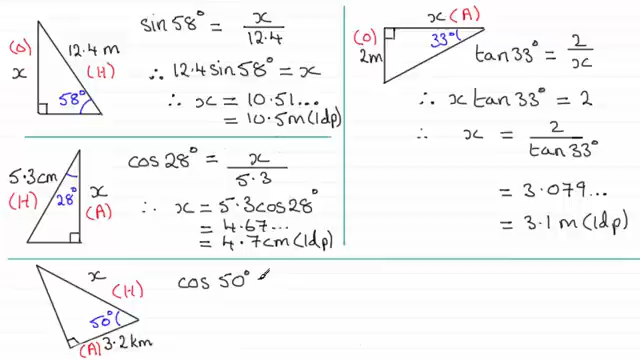 (O)
x
12.4 m
(H)
58°
sin 58° = x/12.4
∴ 12.4 sin 58° = x
∴ x = 10.51...
= 10.5 m (1dp)
5.3cm
(H)
28°
x
(A)
cos 28° = x/5.3
∴ x = 5.3 cos 28°
= 4.67...
= 4.7cm (1dp)
x (A)
(O)
2m
33°
tan 33° = 2/x
∴ x tan 33° = 2
∴ x = 2/tan 33°
= 3.079...
= 3.1 m (1dp)
x
(H)
50°
(A) 3.2 km
cos 50°